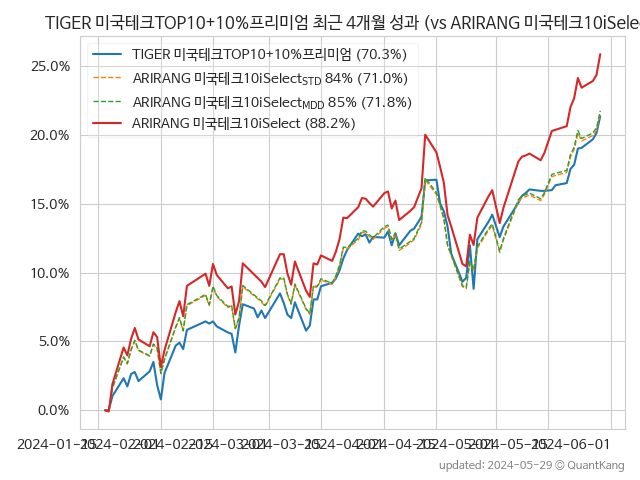 TIGER 미국테크TOP10+10%프리미엄 최근 4개월 성과 (vs ARIRANG 미국테크10iSele
TIGER 미국테크TOP10+10%프리미엄 (70.3%)
ARIRANG 미국테크10iSelectSTD 84% (71.0%)
ARIRANG 미국테크10iSelectMDD 85% (71.8%)
ARIRANG 미국테크10iSelect (88.2%)
25.0%
20.0%
15.0%
10.0%
5.0%
0.0%
2024-01-15 2024-02-01 2024-02-15 2024-03-01 2024-03-15 2024-04-01 2024-04-15 2024-05-01 2024-05-15 2024-06-01
updated: 2024-05-29 © QuantKang